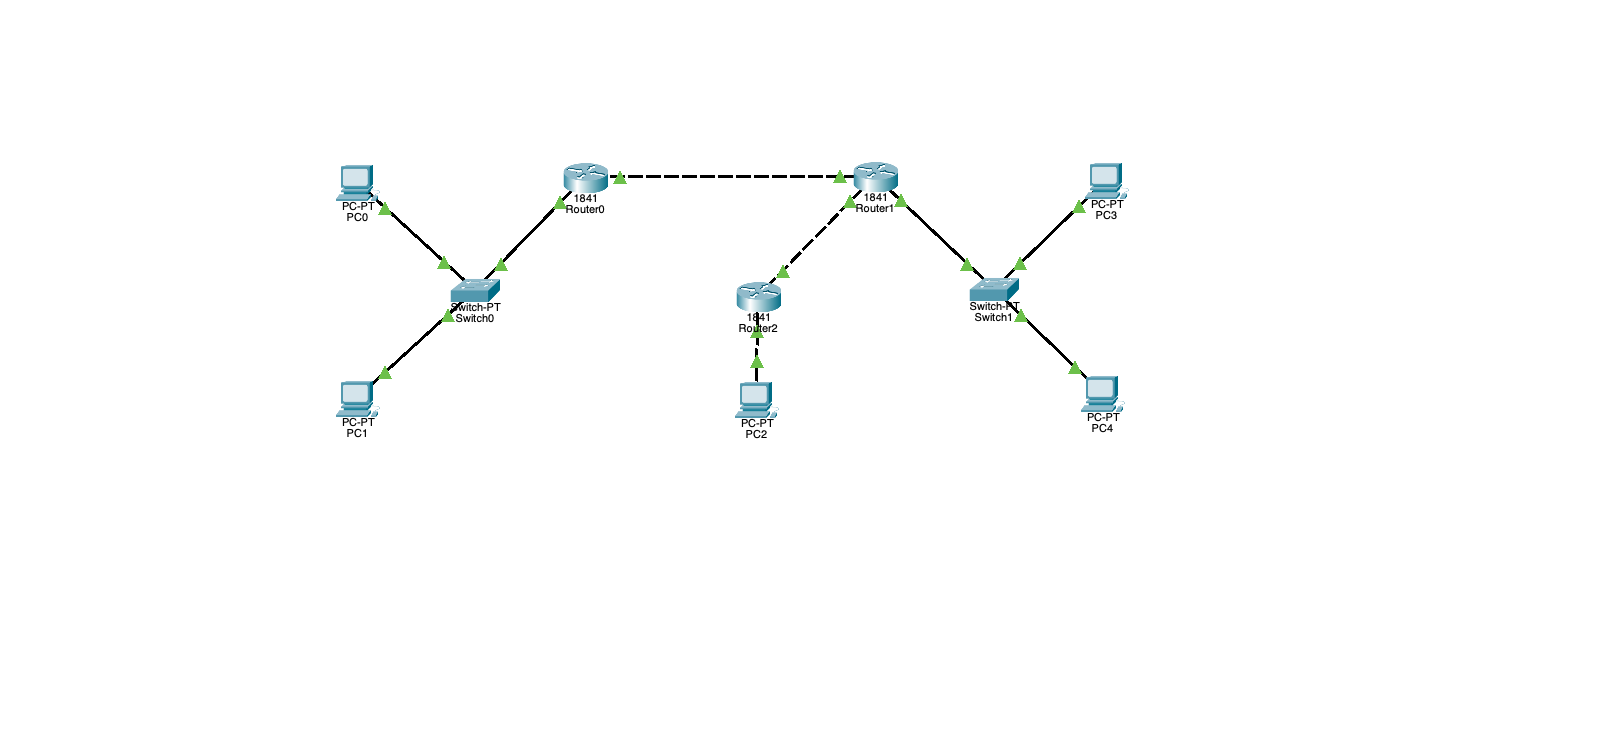 PC-PT
PC0
1841
Router0
1841
Router1
PC-PT
PC3
Switch-PT
Switch0
1841
Router2
Switch-PT
Switch1
PC-PT
PC1
PC-PT
PC2
PC-PT
PC4